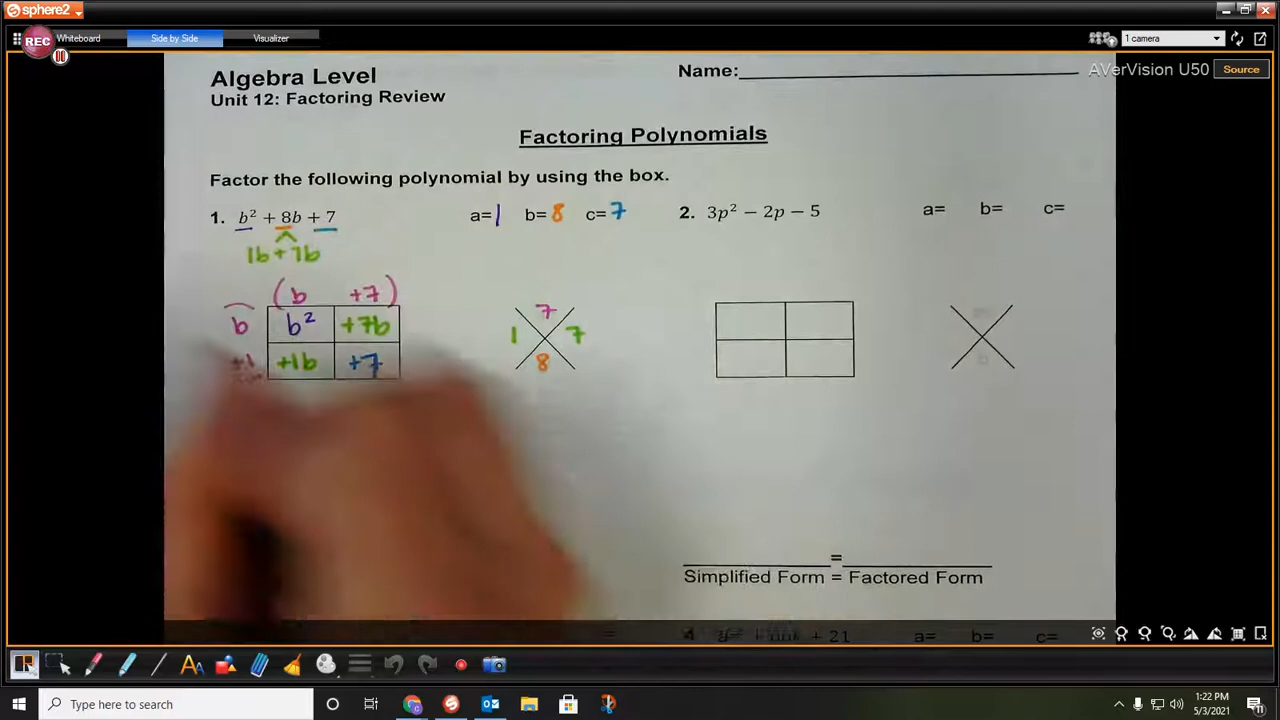 sphere2
REC
Whiteboard
Side by Side
Visualizer
1 camera
AVerVision U50
Source
Algebra Level
Name:
Unit 12: Factoring Review
Factoring Polynomials
Factor the following polynomial by using the box.
1. b² + 8b + 7
a=1 b=8 c=7
1b+7b
(b +7)
b b² +7b
+1 +1b +7
7
1 7
8
2. 3p² − 2p − 5
a= b= c=
=
Simplified Form = Factored Form
+ 21 a= b= c=
Type here to search
1:22 PM
5/3/2021